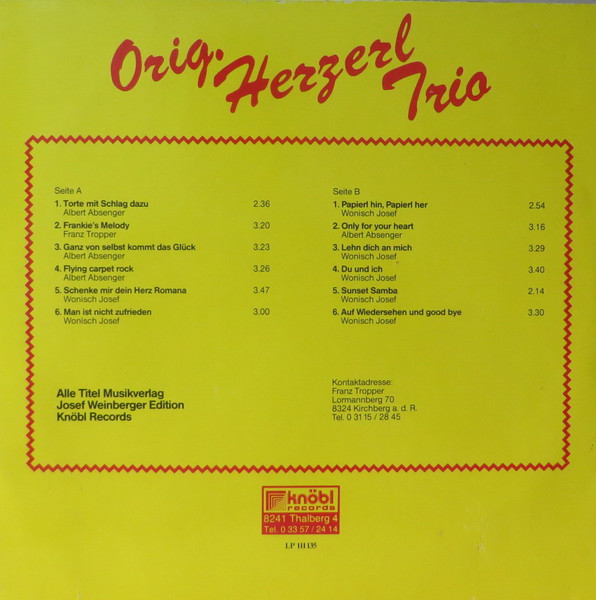 Orig. Herzerl Trio
Seite A
1. Torte mit Schlag dazu 2.36
Albert Absenger
2. Frankie's Melody 3.20
Franz Tropper
3. Ganz von selbst kommt das Glück 3.23
Albert Absenger
4. Flying carpet rock 3.26
Albert Absenger
5. Schenke mir dein Herz Romana 3.47
Wonisch Josef
6. Man ist nicht zufrieden 3.00
Wonisch Josef
Seite B
1. Papierl hin, Papierl her 2.54
Wonisch Josef
2. Only for your heart 3.16
Albert Absenger
3. Lehn dich an mich 3.29
Wonisch Josef
4. Du und ich 3.40
Wonisch Josef
5. Sunset Samba 2.14
Wonisch Josef
6. Auf Wiedersehen und good bye 3.30
Wonisch Josef
Alle Titel Musikverlag
Josef Weinberger Edition
Knöbl Records
Kontaktadresse:
Franz Tropper
Lormannberg 70
8324 Kirchberg a. d. R.
Tel. 0 31 15 / 28 45
knöbl
records
8241 Thalberg 4
Tel. 0 33 57 / 24 14
LP 111135